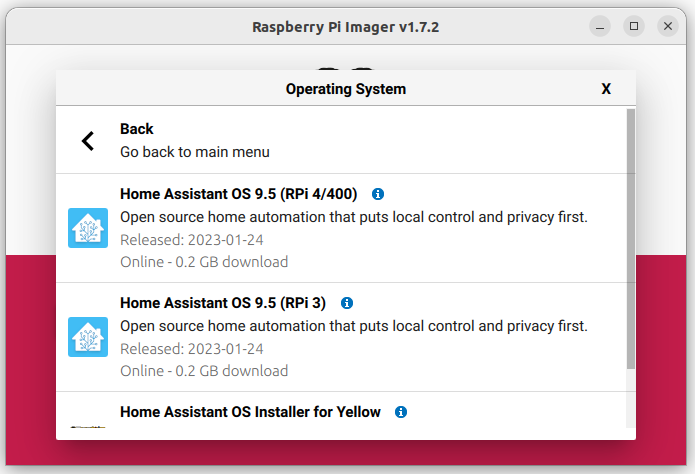 Raspberry Pi Imager v1.7.2
Operating System
X
Back
Go back to main menu
Home Assistant OS 9.5 (RPi 4/400)
Open source home automation that puts local control and privacy first.
Released: 2023-01-24
Online - 0.2 GB download
Home Assistant OS 9.5 (RPi 3)
Open source home automation that puts local control and privacy first.
Released: 2023-01-24
Online - 0.2 GB download
Home Assistant OS Installer for Yellow